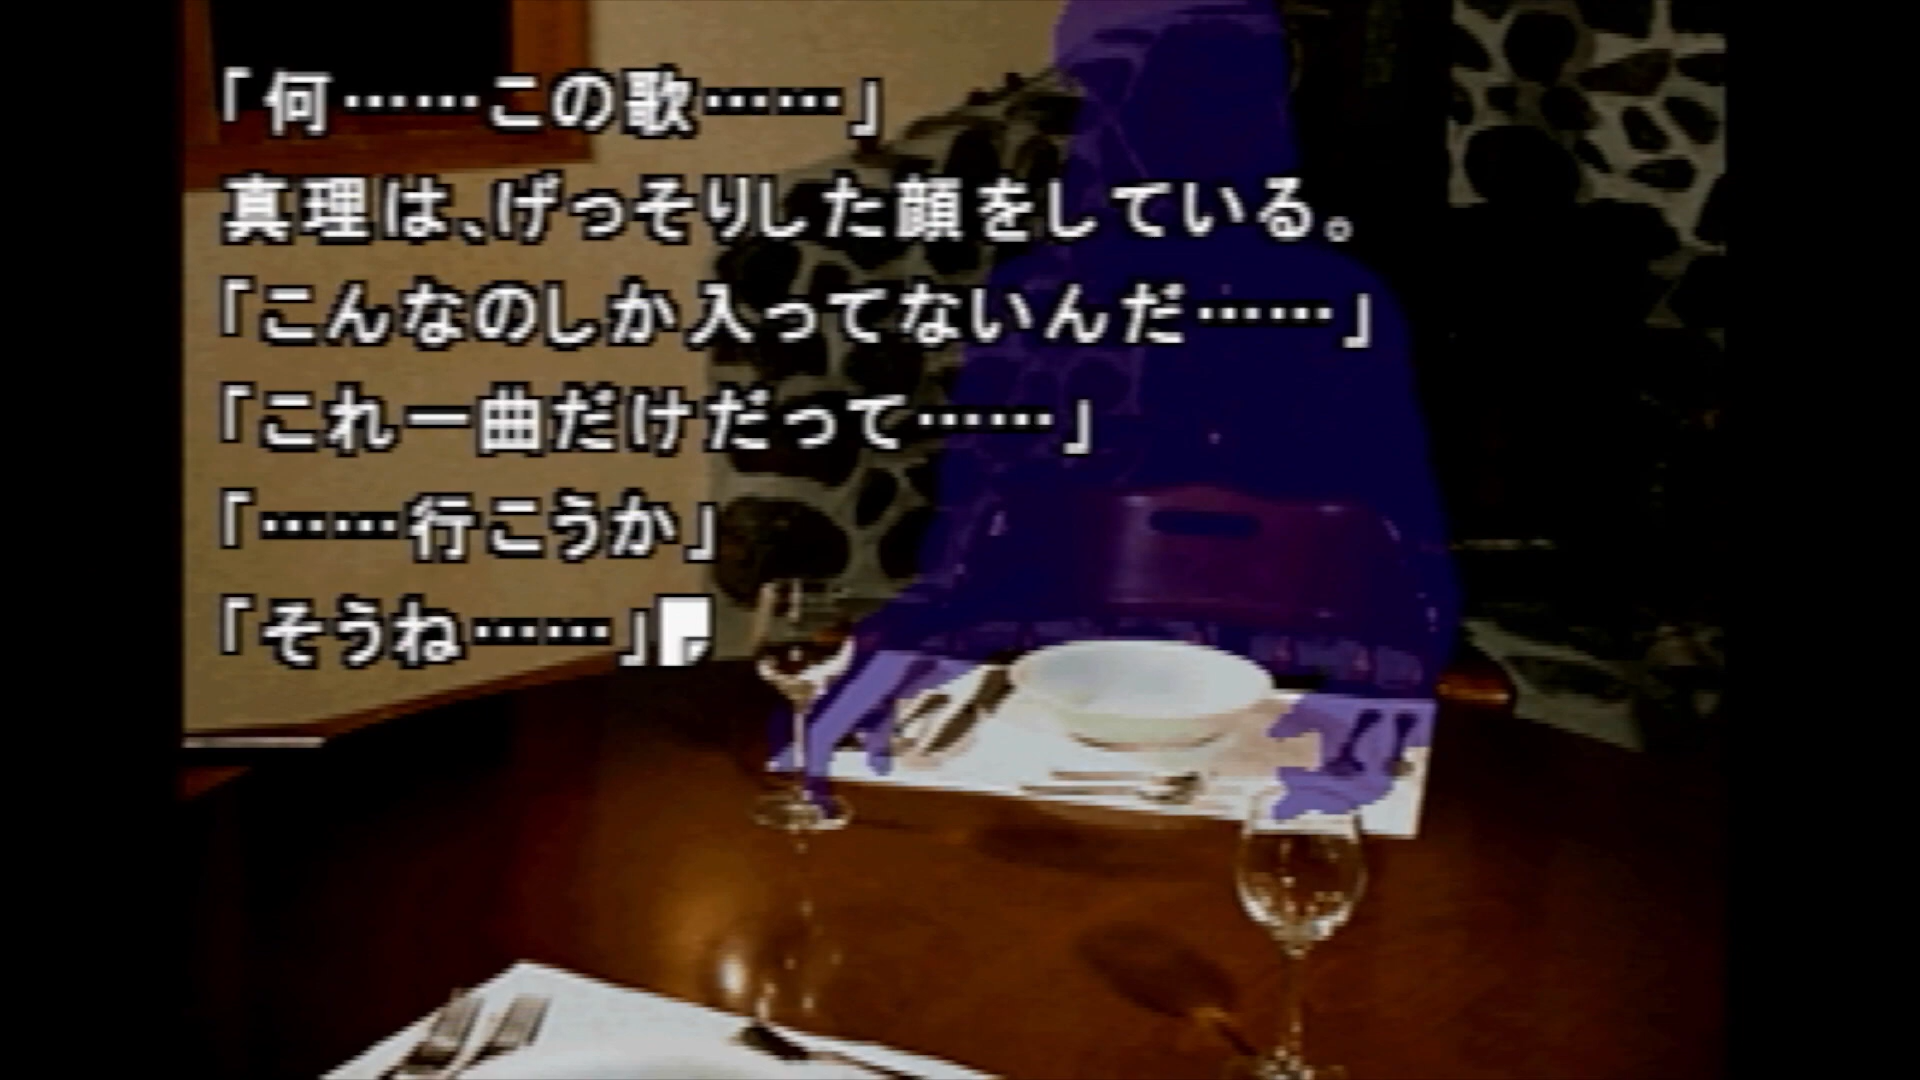 「何……この歌……」
真理は、げっそりした顔をしている。
「こんなのしか入ってないんだ……」
「これ一曲だけだって……」
「……行こうか」
「そうね……」